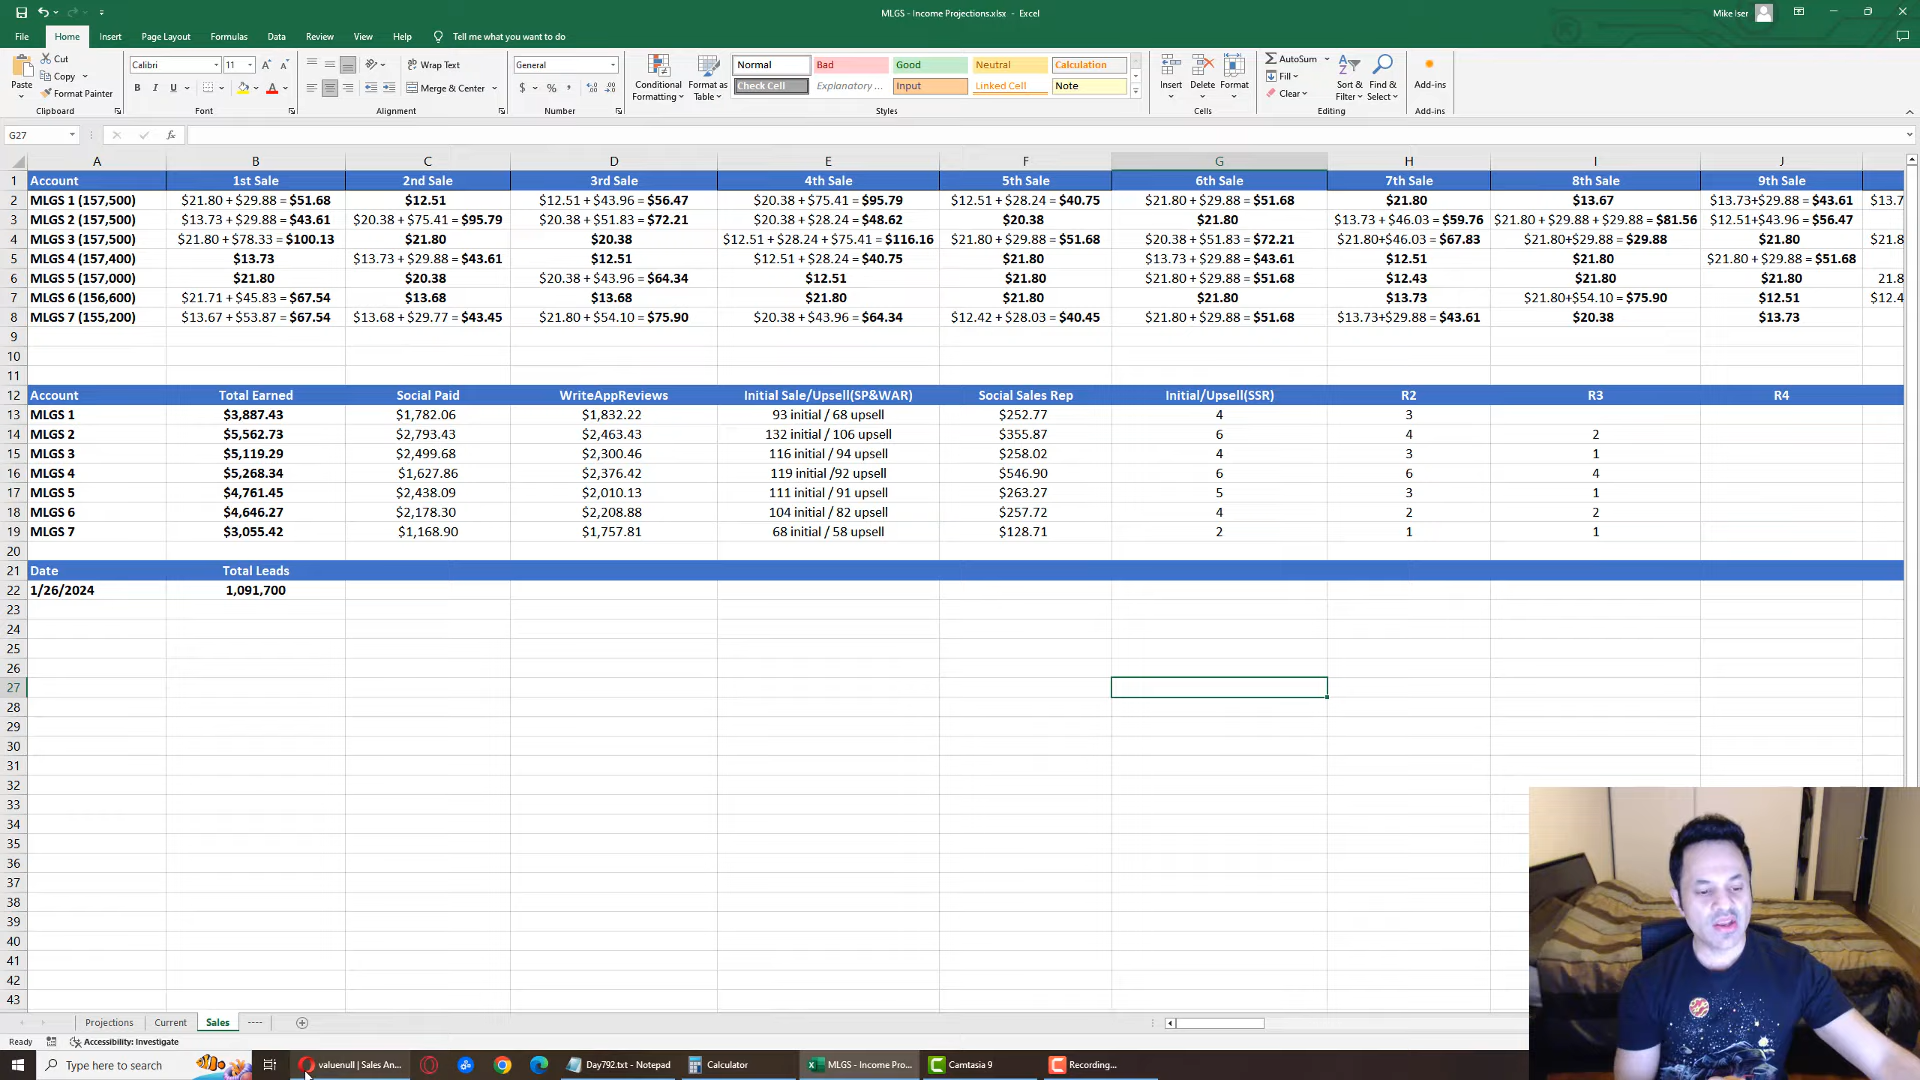 MLGS - Income Projections.xlsx - Excel
Mike Iser
File Home Insert Page Layout Formulas Data Review View Help Tell me what you want to do
Paste Cut Copy Format Painter Clipboard
Calibri 11 B I U A Font
Wrap Text Merge & Center Alignment
General $ % Number
Conditional Formatting Format as Table
Normal Bad Good Neutral Calculation
Check Cell Explanatory ... Input Linked Cell Note
Styles
Insert Delete Format Cells
AutoSum Fill Clear Sort & Filter Find & Select Editing
Add-ins Add-ins
G27 fx
A B C D E F G H I J
1 Account 1st Sale 2nd Sale 3rd Sale 4th Sale 5th Sale 6th Sale 7th Sale 8th Sale 9th Sale
2 MLGS 1 (157,500) $21.80 + $29.88 = $51.68 $12.51 $12.51 + $43.96 = $56.47 $20.38 + $75.41 = $95.79 $12.51 + $28.24 = $40.75 $21.80 + $29.88 = $51.68 $21.80 $13.67 $13.73+$29.88 = $43.61 $13.7
3 MLGS 2 (157,500) $13.73 + $29.88 = $43.61 $20.38 + $75.41 = $95.79 $20.38 + $51.83 = $72.21 $20.38 + $28.24 = $48.62 $20.38 $21.80 $13.73 + $46.03 = $59.76 $21.80 + $29.88 + $29.88 = $81.56 $12.51+$43.96 = $56.47
4 MLGS 3 (157,500) $21.80 + $78.33 = $100.13 $21.80 $20.38 $12.51 + $28.24 + $75.41 = $116.16 $21.80 + $29.88 = $51.68 $20.38 + $51.83 = $72.21 $21.80+$46.03 = $67.83 $21.80+$29.88 = $29.88 $21.80 $21.8
5 MLGS 4 (157,400) $13.73 $13.73 + $29.88 = $43.61 $12.51 $12.51 + $28.24 = $40.75 $21.80 $13.73 + $29.88 = $43.61 $12.51 $21.80 $21.80 + $29.88 = $51.68
6 MLGS 5 (157,000) $21.80 $20.38 $20.38 + $43.96 = $64.34 $12.51 $21.80 $21.80 + $29.88 = $51.68 $12.43 $21.80 $21.80 21.8
7 MLGS 6 (156,600) $21.71 + $45.83 = $67.54 $13.68 $13.68 $21.80 $21.80 $21.80 $13.73 $21.80+$54.10 = $75.90 $12.51 $12.4
8 MLGS 7 (155,200) $13.67 + $53.87 = $67.54 $13.68 + $29.77 = $43.45 $21.80 + $54.10 = $75.90 $20.38 + $43.96 = $64.34 $12.42 + $28.03 = $40.45 $21.80 + $29.88 = $51.68 $13.73+$29.88 = $43.61 $20.38 $13.73
9
10
11
12 Account Total Earned Social Paid WriteAppReviews Initial Sale/Upsell(SP&WAR) Social Sales Rep Initial/Upsell(SSR) R2 R3 R4
13 MLGS 1 $3,887.43 $1,782.06 $1,832.22 93 initial / 68 upsell $252.77 4 3
14 MLGS 2 $5,562.73 $2,793.43 $2,463.43 132 initial / 106 upsell $355.87 6 4 2
15 MLGS 3 $5,119.29 $2,499.68 $2,300.46 116 initial / 94 upsell $258.02 4 3 1
16 MLGS 4 $5,268.34 $1,627.86 $2,376.42 119 initial /92 upsell $546.90 6 6 4
17 MLGS 5 $4,761.45 $2,438.09 $2,010.13 111 initial / 91 upsell $263.27 5 3 1
18 MLGS 6 $4,646.27 $2,178.30 $2,208.88 104 initial / 82 upsell $257.72 4 2 2
19 MLGS 7 $3,055.42 $1,168.90 $1,757.81 68 initial / 58 upsell $128.71 2 1 1
20
21 Date Total Leads
22 1/26/2024 1,091,700
23
24
25
26
27
28
29
30
31
32
33
34
35
36
37
38
39
40
41
42
43
Projections Current Sales ----
Ready Accessibility: Investigate
Type here to search valuenull | Sales An... Day792.txt - Notepad Calculator MLGS - Income Pro... Camtasia 9 Recording...